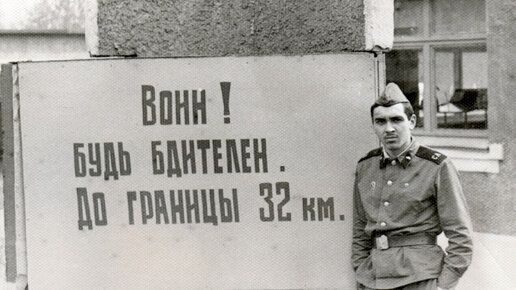 Воин !
будь бдителен .
До границы 32 км.